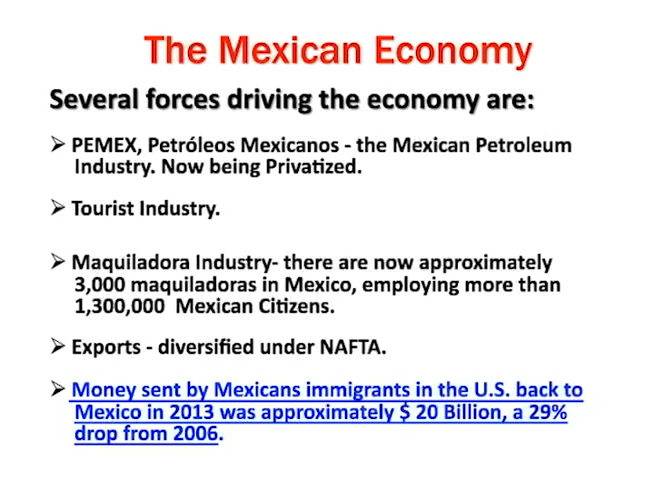 The Mexican Economy
Several forces driving the economy are:
➢ PEMEX, Petróleos Mexicanos - the Mexican Petroleum
Industry. Now being Privatized.
➢ Tourist Industry.
➢ Maquiladora Industry- there are now approximately
3,000 maquiladoras in Mexico, employing more than
1,300,000 Mexican Citizens.
➢ Exports - diversified under NAFTA.
➢ Money sent by Mexicans immigrants in the U.S. back to
Mexico in 2013 was approximately $ 20 Billion, a 29%
drop from 2006.